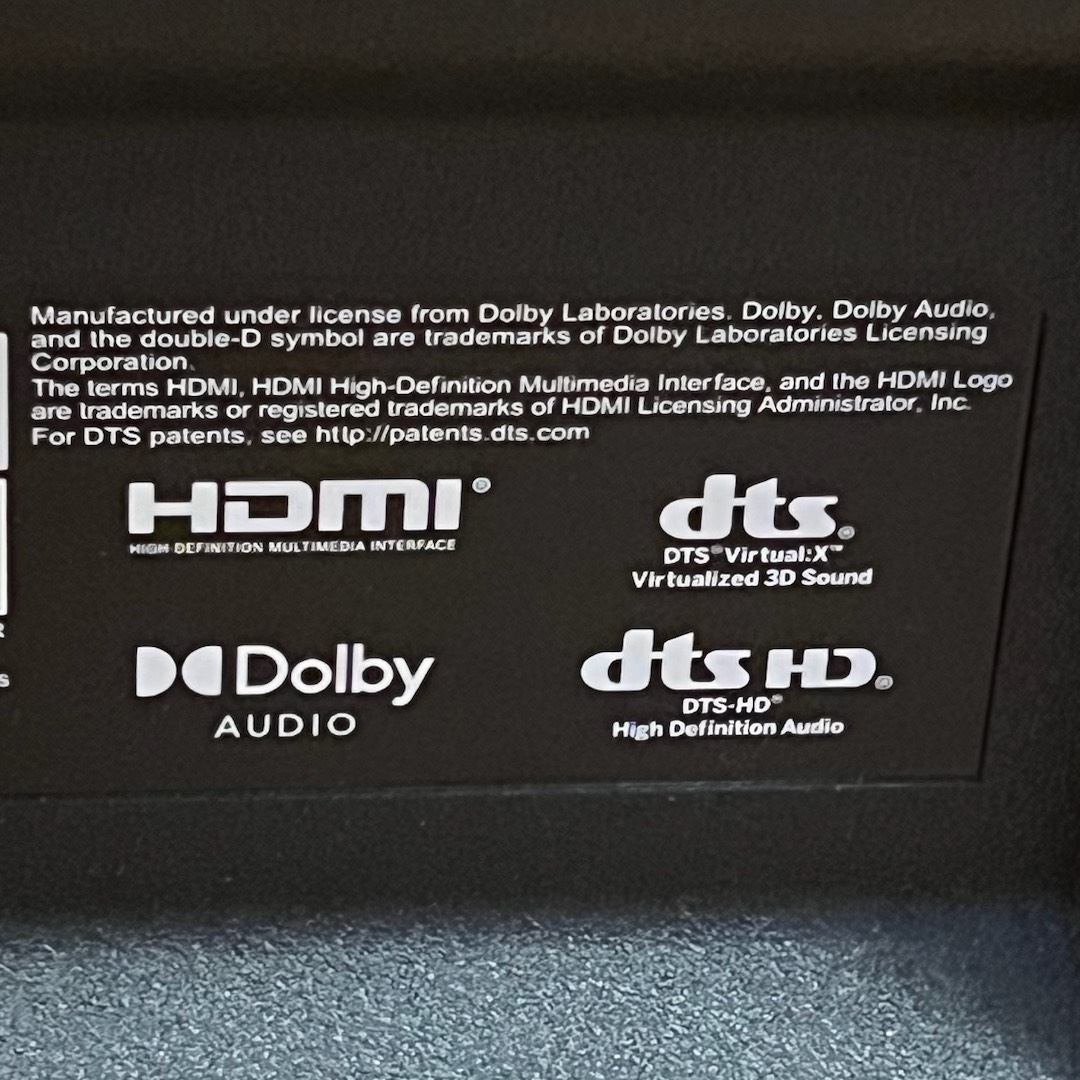 Manufactured under license from Dolby Laboratories. Dolby, Dolby Audio,
and the double-D symbol are trademarks of Dolby Laboratories Licensing
Corporation.
The terms HDMI, HDMI High-Definition Multimedia Interface, and the HDMI Logo
are trademarks or registered trademarks of HDMI Licensing Administrator, Inc.
For DTS patents, see http://patents.dts.com
HDMI®
HIGH DEFINITION MULTIMEDIA INTERFACE
dts®
DTS® Virtual:X™
Virtualized 3D Sound
Dolby
AUDIO
dts HD®
DTS-HD®
High Definition Audio